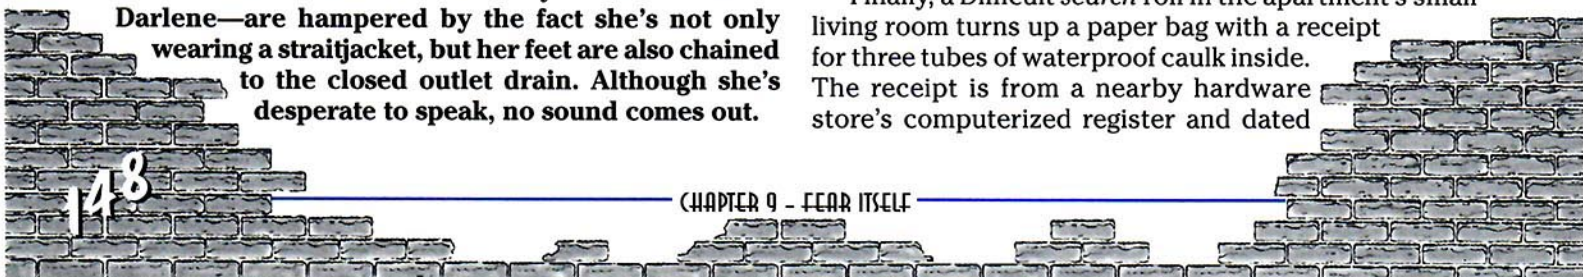 Darlene—are hampered by the fact she's not only
wearing a straitjacket, but her feet are also chained
to the closed outlet drain. Although she's
desperate to speak, no sound comes out.
living room turns up a paper bag with a receipt
for three tubes of waterproof caulk inside.
The receipt is from a nearby hardware
store's computerized register and dated
148
CHAPTER 9 - FEAR ITSELF